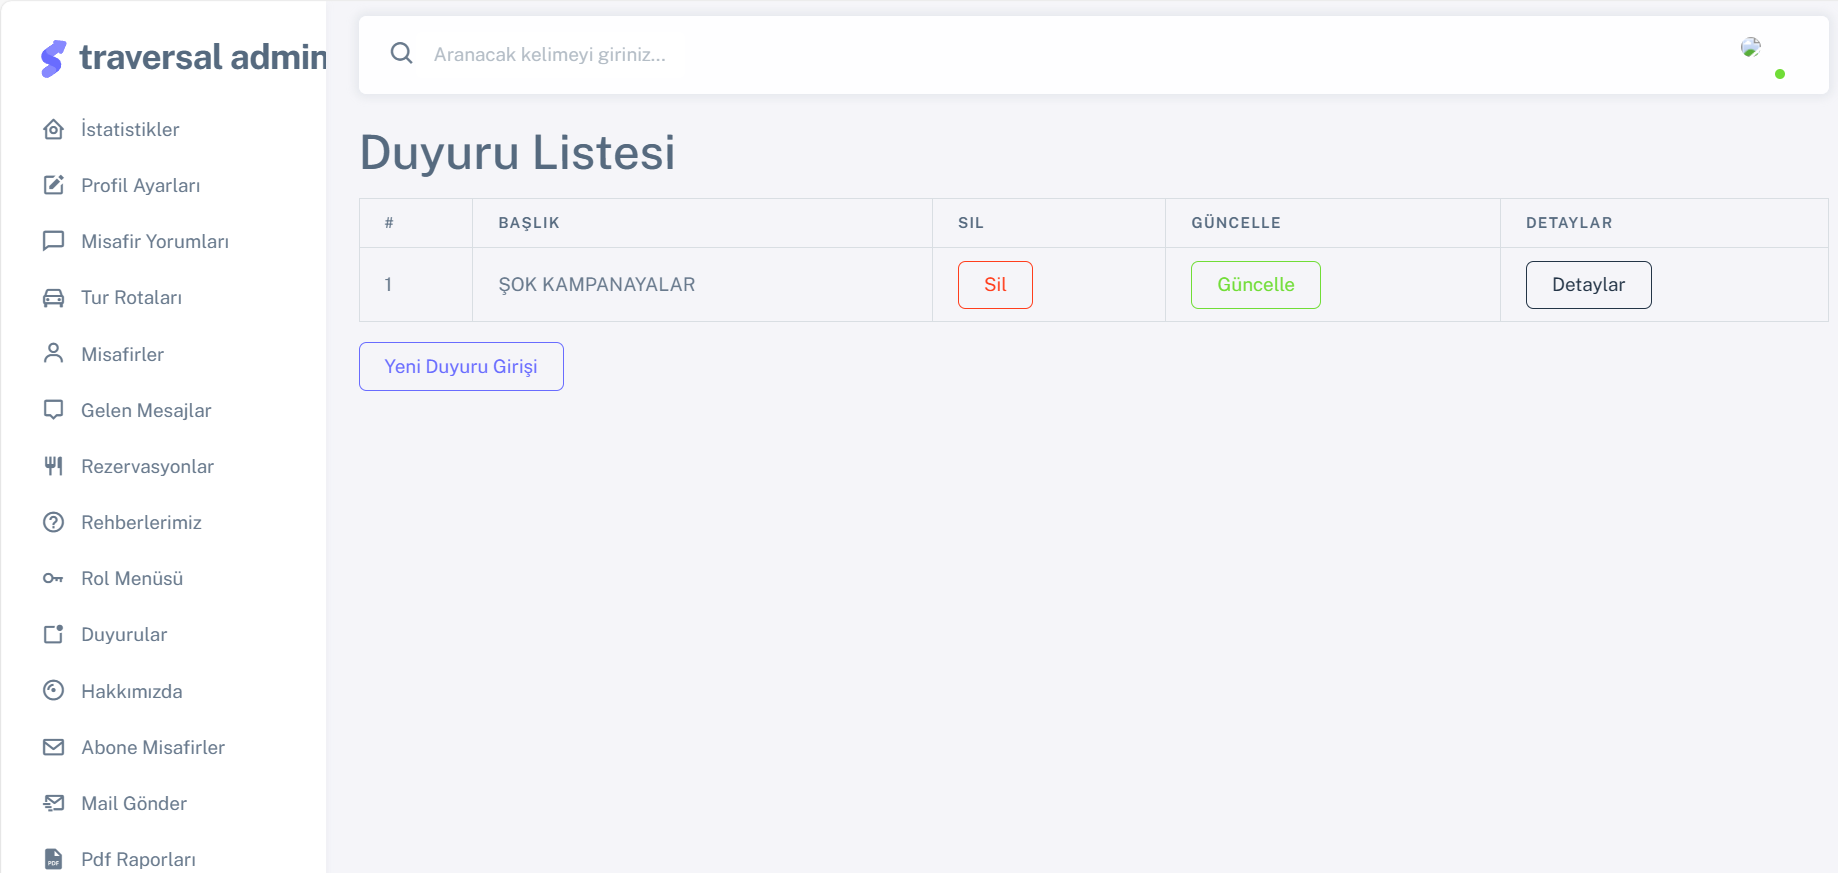 traversal admin
İstatistikler
Profil Ayarları
Misafir Yorumları
Tur Rotaları
Misafirler
Gelen Mesajlar
Rezervasyonlar
Rehberlerimiz
Rol Menüsü
Duyurular
Hakkımızda
Abone Misafirler
Mail Gönder
PDF Pdf Raporları
Aranacak kelimeyi giriniz...
Duyuru Listesi
# BAŞLIK SIL GÜNCELLE DETAYLAR
1 ŞOK KAMPANAYALAR Sil Güncelle Detaylar
Yeni Duyuru Girişi